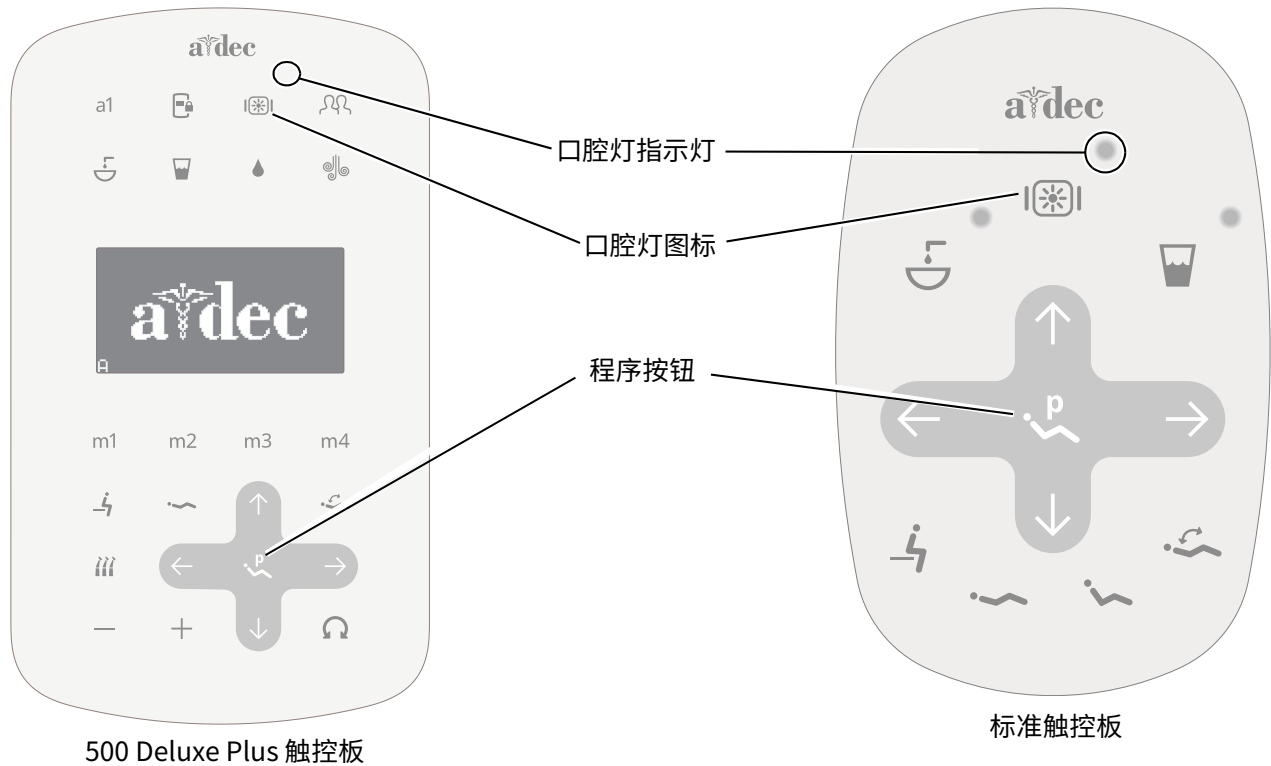 a dec
a1
a dec
A
m1 m2 m3 m4
p
500 Deluxe Plus 触控板
口腔灯指示灯
口腔灯图标
程序按钮
a dec
p
标准触控板